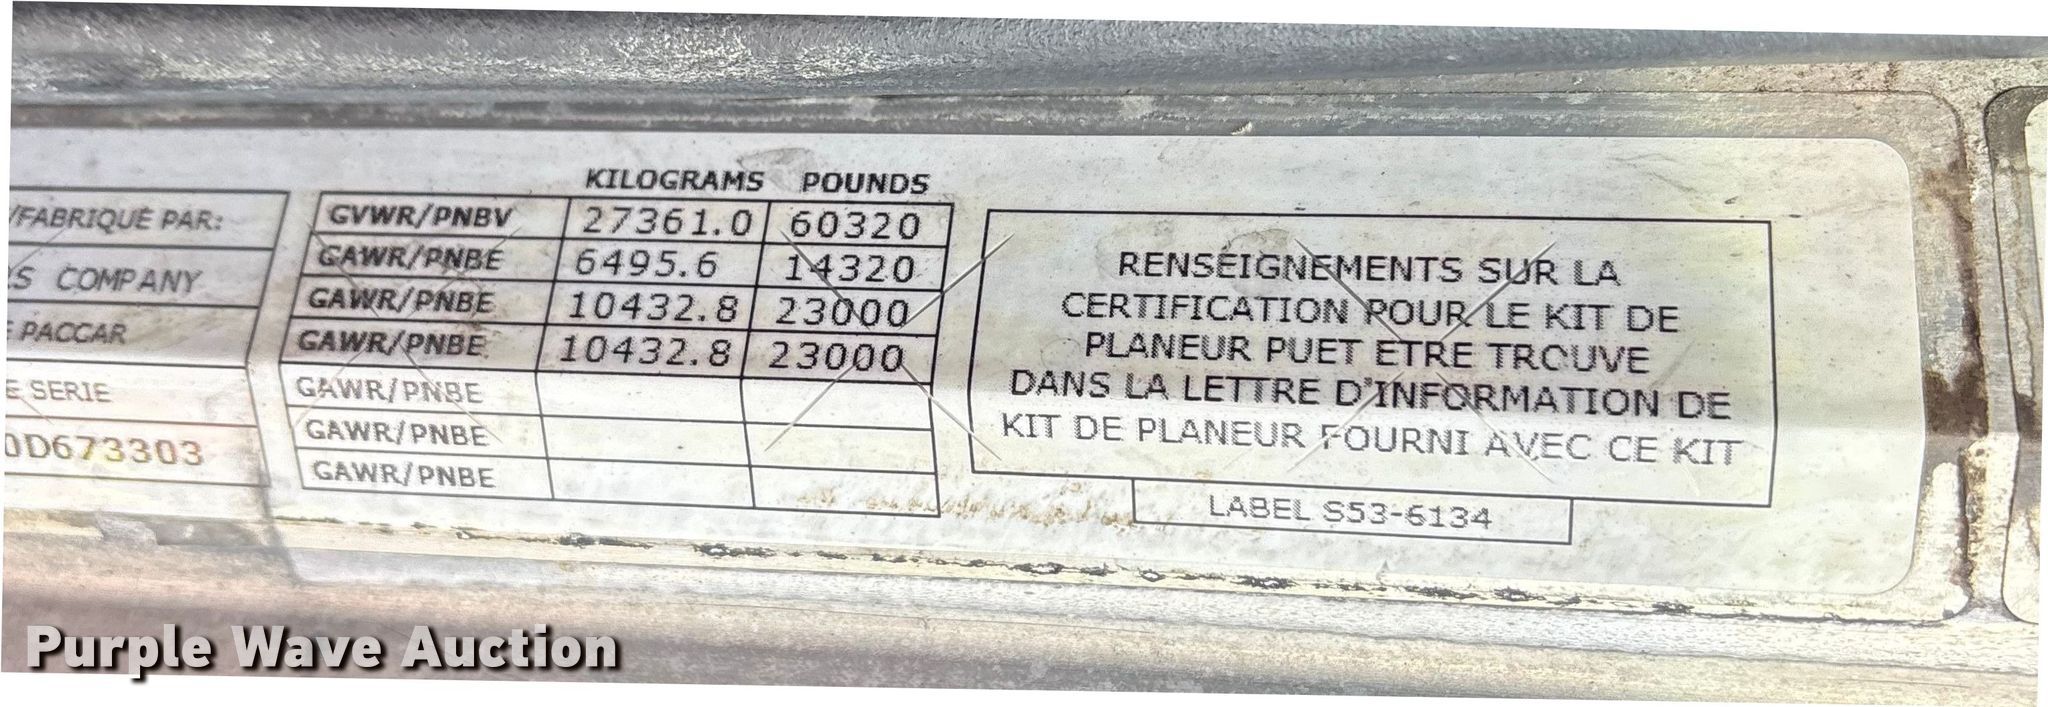 KILOGRAMS POUNDS
/FABRIQUÉ PAR:
S COMPANY
E PACCAR
E SERIE
0D673303
GVWR/PNBV 27361.0 60320
GAWR/PNBE 6495.6 14320
GAWR/PNBE 10432.8 23000
GAWR/PNBE 10432.8 23000
GAWR/PNBE
GAWR/PNBE
GAWR/PNBE
RENSEIGNEMENTS SUR LA
CERTIFICATION POUR LE KIT DE
PLANEUR PUET ETRE TROUVE
DANS LA LETTRE D'INFORMATION DE
KIT DE PLANEUR FOURNI AVEC CE KIT
LABEL S53-6134
Purple Wave Auction